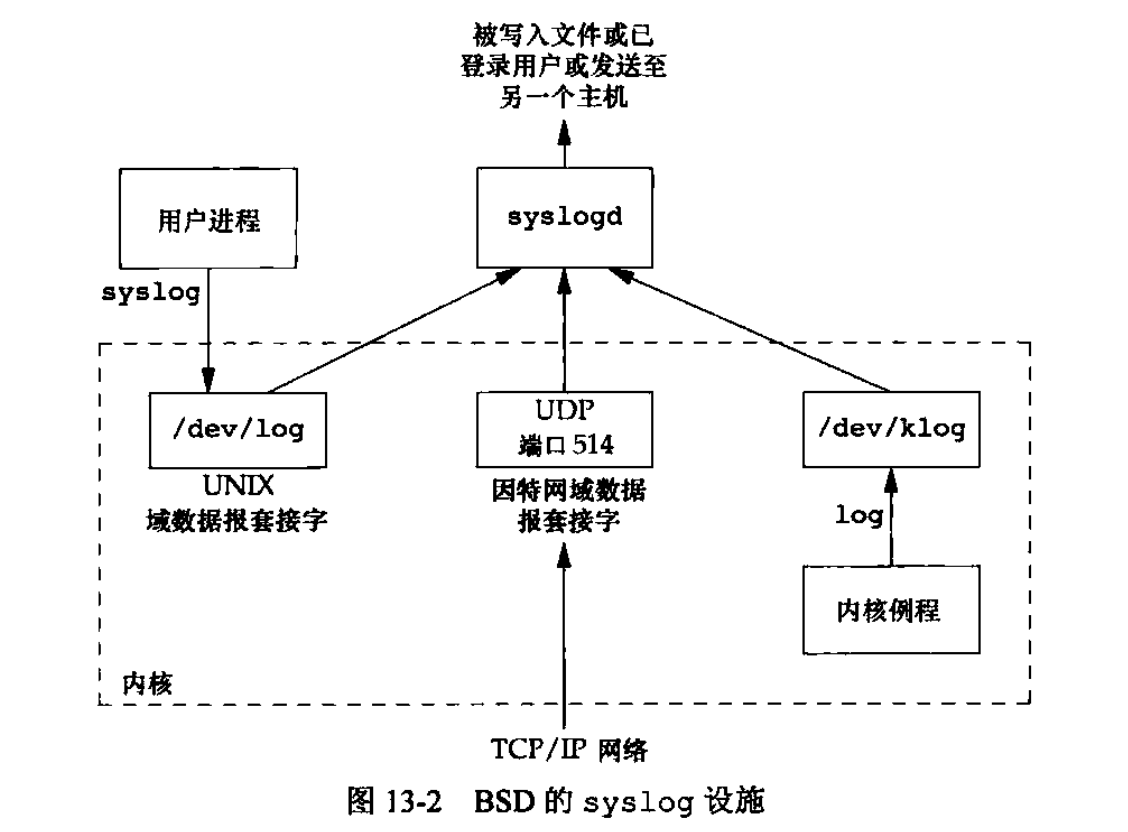 被写入文件或已
登录用户或发送至
另一个主机
用户进程
syslogd
syslog
/dev/log
UNIX
域数据报套接字
UDP
端口 514
因特网域数据
报套接字
/dev/klog
log
内核例程
内核
TCP/IP 网络
图 13-2 BSD 的 syslog 设施